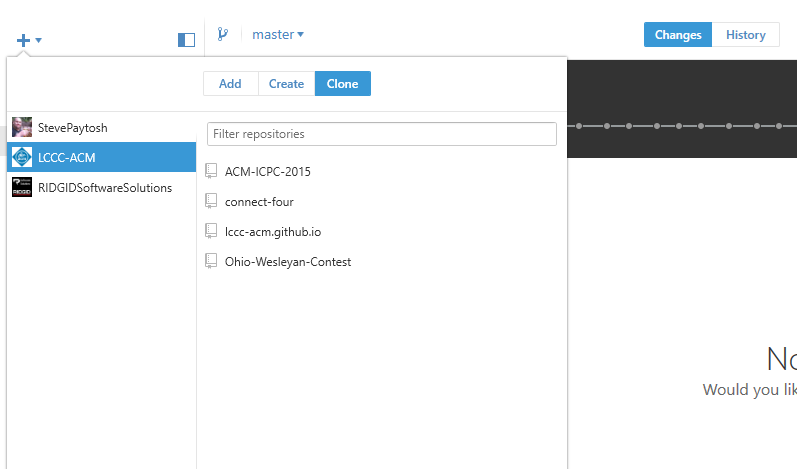 master
Changes
History
Add
Create
Clone
StevePaytosh
LCCC-ACM
RIDGIDSoftwareSolutions
Filter repositories
ACM-ICPC-2015
connect-four
lccc-acm.github.io
Ohio-Wesleyan-Contest
No
Would you lik